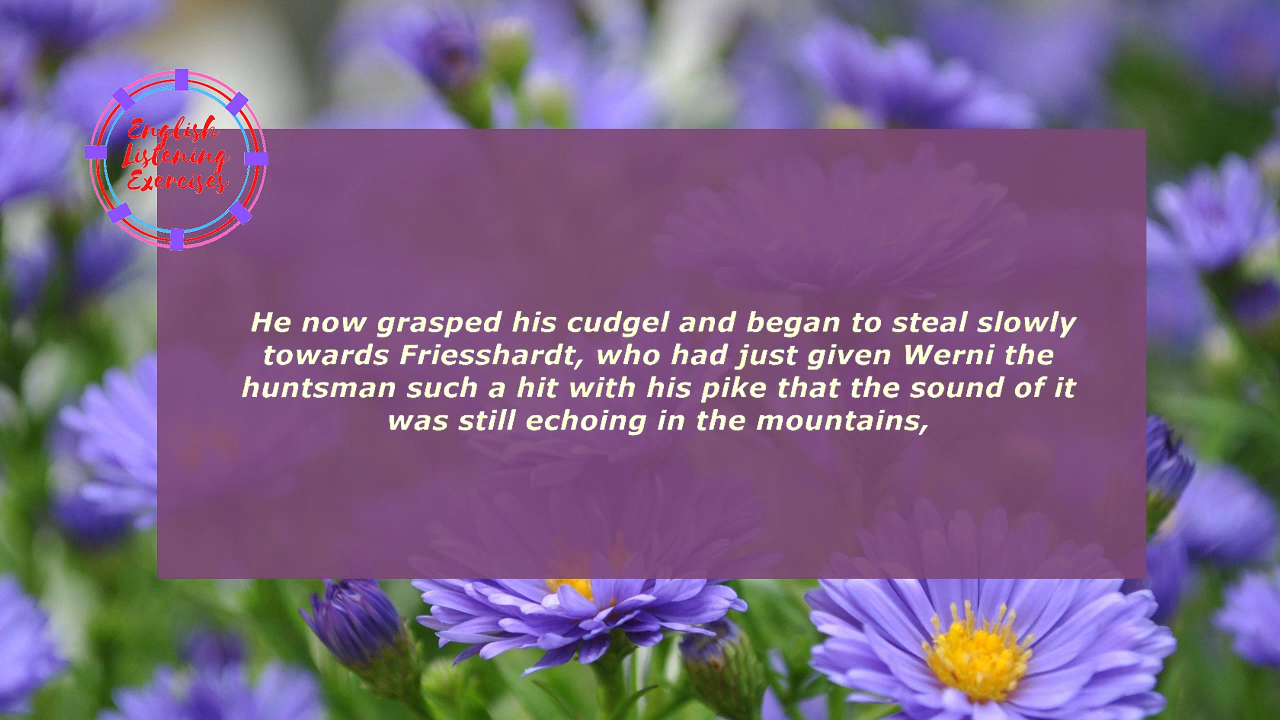 English
Listening
Exercises
He now grasped his cudgel and began to steal slowly
towards Friesshardt, who had just given Werni the
huntsman such a hit with his pike that the sound of it
was still echoing in the mountains,